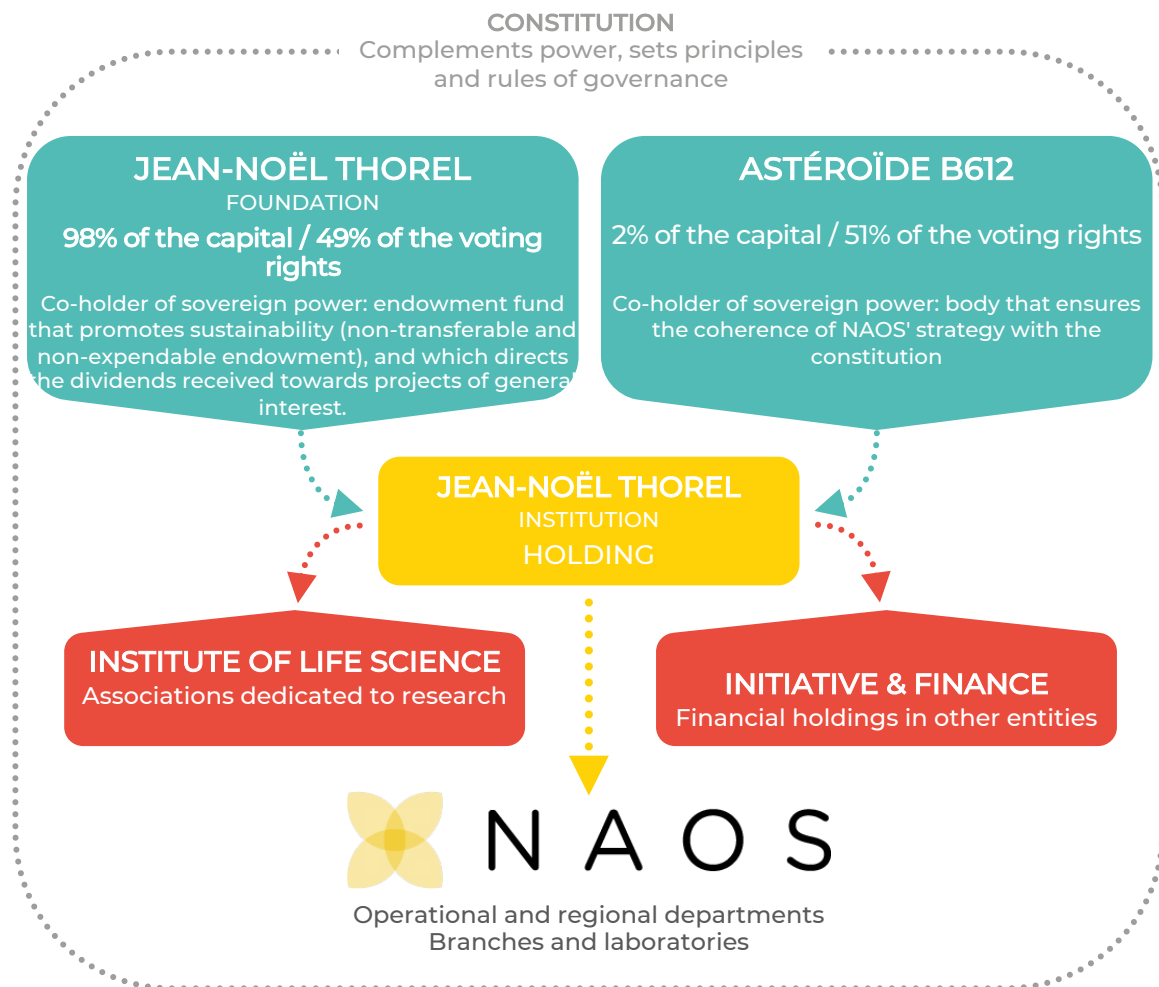 CONSTITUTION
Complements power, sets principles
and rules of governance
JEAN-NOËL THOREL
FOUNDATION
98% of the capital / 49% of the voting
rights
Co-holder of sovereign power: endowment fund
that promotes sustainability (non-transferable and
non-expendable endowment), and which directs
the dividends received towards projects of general
interest.
ASTÉROÏDE B612
2% of the capital / 51% of the voting rights
Co-holder of sovereign power: body that ensures
the coherence of NAOS' strategy with the
constitution
JEAN-NOËL THOREL
INSTITUTION
HOLDING
INSTITUTE OF LIFE SCIENCE
Associations dedicated to research
INITIATIVE & FINANCE
Financial holdings in other entities
NAOS
Operational and regional departments
Branches and laboratories